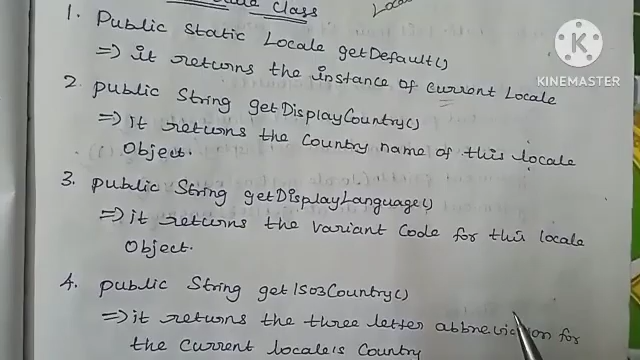 Class
Loca
1. Public static Locale getDefault()
⇒ it returns the instance of current Locale
2. public String getDisplayCountry()
⇒ it returns the country name of this locale
Object.
3. public String getDisplayLanguage()
⇒ it returns the variant code for this locale
Object.
4. public String getISO3Country()
⇒ it returns the three letter abbreviation for
the current locale's country
K
KINEMASTER